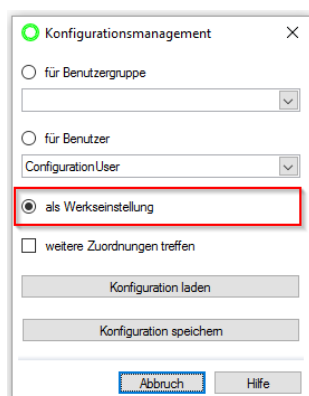 Konfigurationsmanagement
für Benutzergruppe
für Benutzer
ConfigurationUser
als Werkseinstellung
weitere Zuordnungen treffen
Konfiguration laden
Konfiguration speichern
Abbruch Hilfe